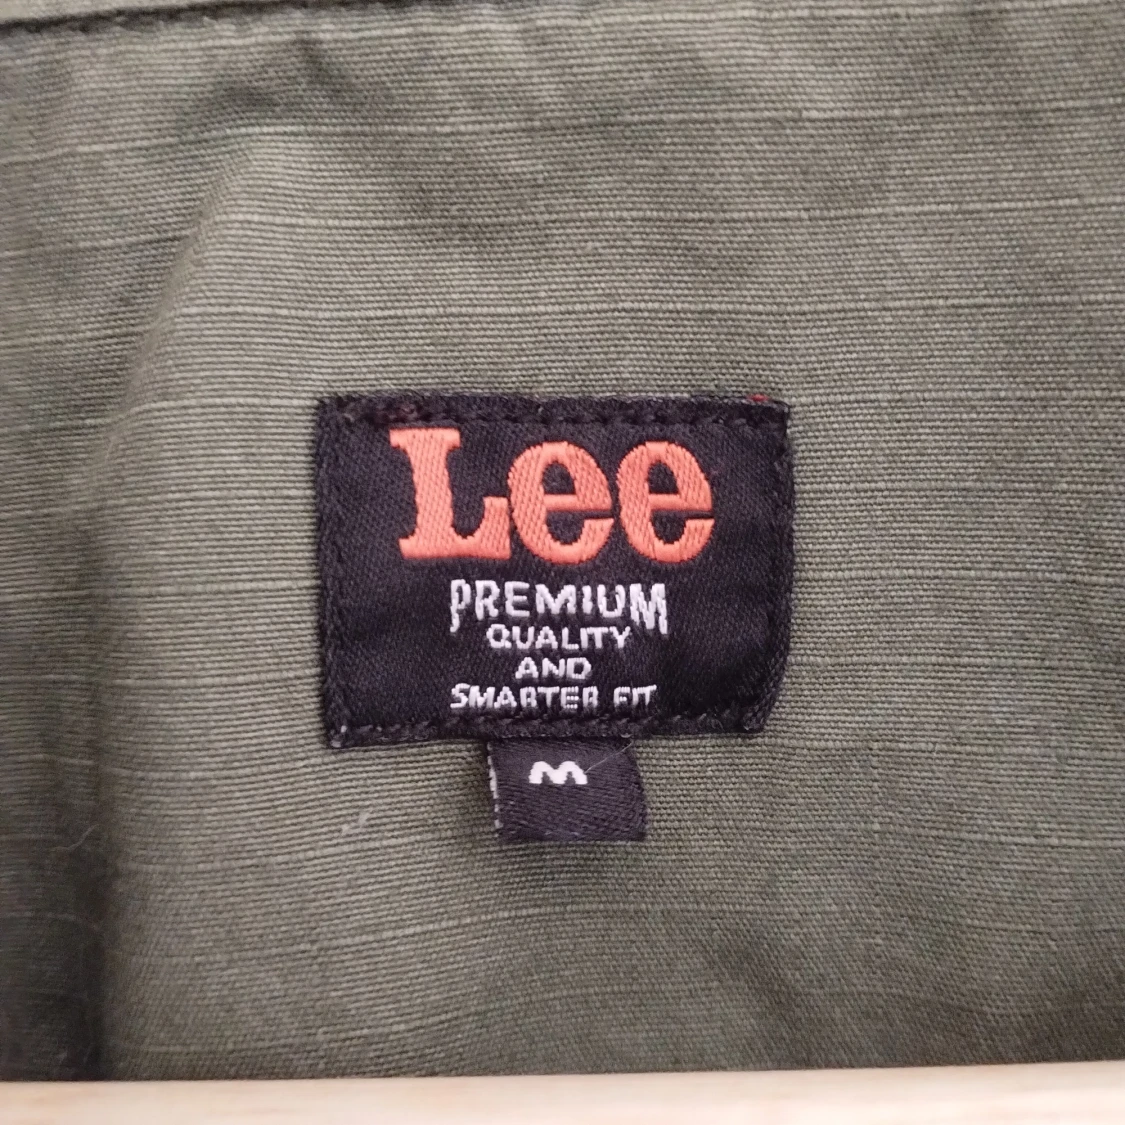 Lee
PREMIUM
QUALITY
AND
SMARTER FIT
M